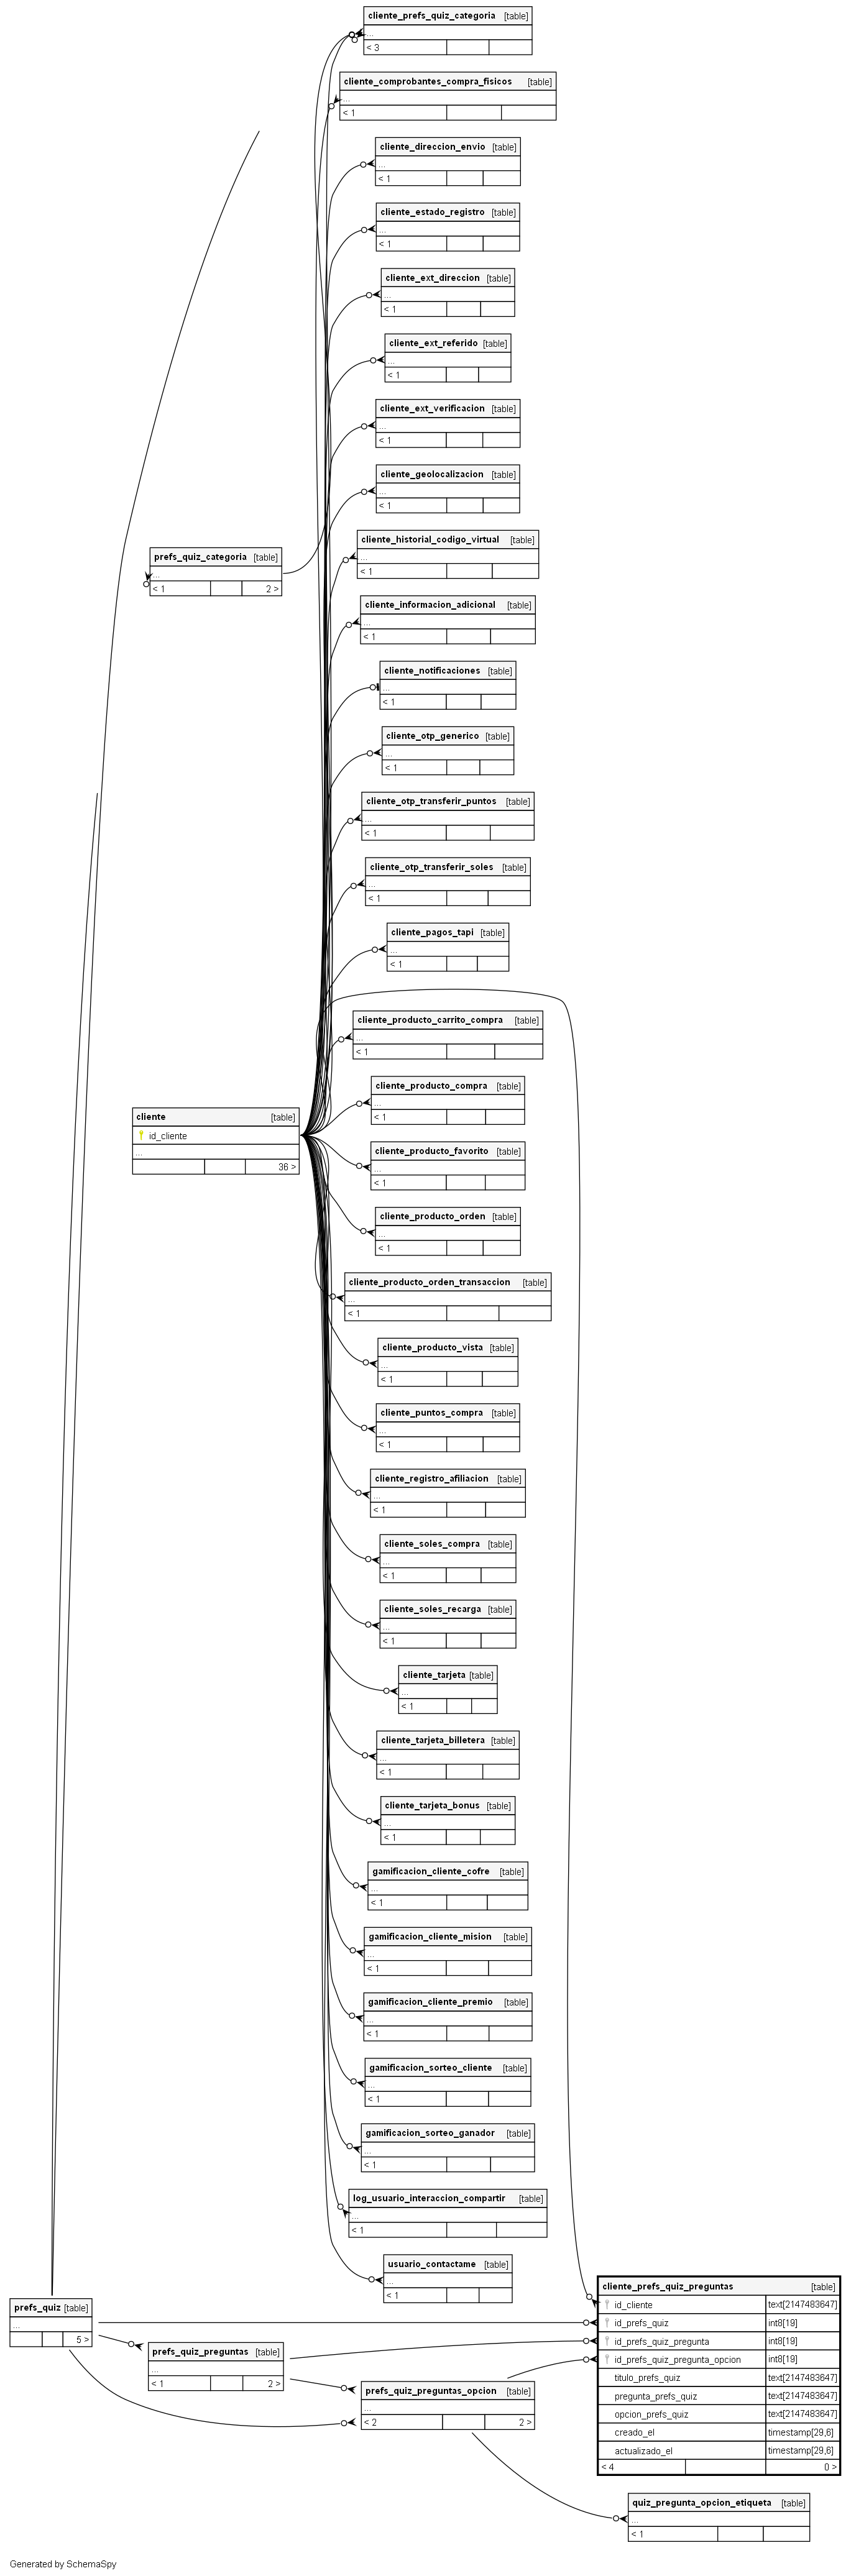 cliente_prefs_quiz_categoria [table]
...
< 3
cliente_comprobantes_compra_fisicos [table]
...
< 1
cliente_direccion_envio [table]
...
< 1
cliente_estado_registro [table]
...
< 1
cliente_ext_direccion [table]
...
< 1
cliente_ext_referido [table]
...
< 1
cliente_ext_verificacion [table]
...
< 1
cliente_geolocalizacion [table]
...
< 1
cliente_historial_codigo_virtual [table]
...
< 1
prefs_quiz_categoria [table]
...
< 1 2 >
cliente_informacion_adicional [table]
...
< 1
cliente_notificaciones [table]
...
< 1
cliente_otp_generico [table]
...
< 1
cliente_otp_transferir_puntos [table]
...
< 1
cliente_otp_transferir_soles [table]
...
< 1
cliente_pagos_tapi [table]
...
< 1
cliente_producto_carrito_compra [table]
...
< 1
cliente_producto_compra [table]
...
< 1
cliente [table]
id_cliente
...
36 >
cliente_producto_favorito [table]
...
< 1
cliente_producto_orden [table]
...
< 1
cliente_producto_orden_transaccion [table]
...
< 1
cliente_producto_vista [table]
...
< 1
cliente_puntos_compra [table]
...
< 1
cliente_registro_afiliacion [table]
...
< 1
cliente_soles_compra [table]
...
< 1
cliente_soles_recarga [table]
...
< 1
cliente_tarjeta [table]
...
< 1
cliente_tarjeta_billetera [table]
...
< 1
cliente_tarjeta_bonus [table]
...
< 1
gamificacion_cliente_cofre [table]
...
< 1
gamificacion_cliente_mision [table]
...
< 1
gamificacion_cliente_premio [table]
...
< 1
gamificacion_sorteo_cliente [table]
...
< 1
gamificacion_sorteo_ganador [table]
...
< 1
log_usuario_interaccion_compartir [table]
...
< 1
usuario_contactame [table]
...
< 1
cliente_prefs_quiz_preguntas [table]
id_cliente text[2147483647]
id_prefs_quiz int8[19]
id_prefs_quiz_pregunta int8[19]
id_prefs_quiz_pregunta_opcion int8[19]
titulo_prefs_quiz text[2147483647]
pregunta_prefs_quiz text[2147483647]
opcion_prefs_quiz text[2147483647]
creado_el timestamp[29,6]
actualizado_el timestamp[29,6]
< 4 0 >
prefs_quiz [table]
...
5 >
prefs_quiz_preguntas [table]
...
< 1 2 >
prefs_quiz_preguntas_opcion [table]
...
< 2 2 >
quiz_pregunta_opcion_etiqueta [table]
...
< 1
Generated by SchemaSpy